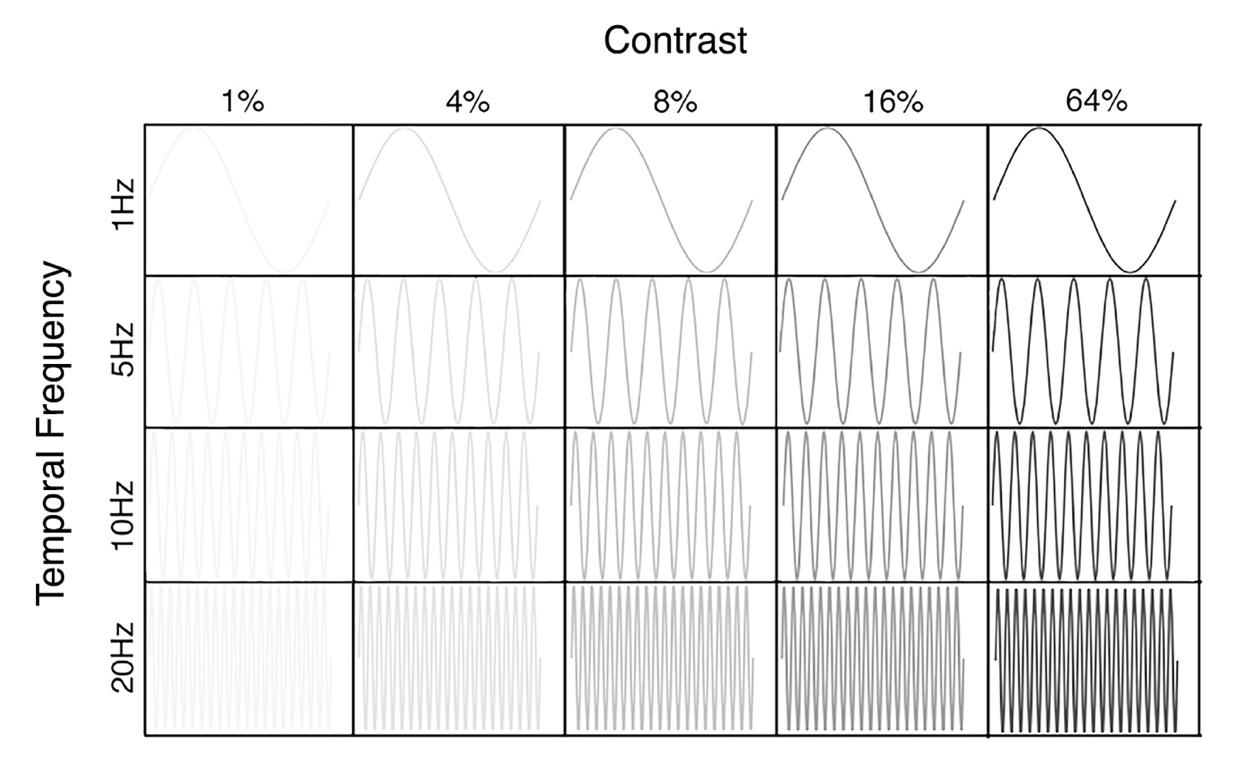 Contrast
1% 4% 8% 16% 64%
Temporal Frequency
1Hz
5Hz
10Hz
20Hz